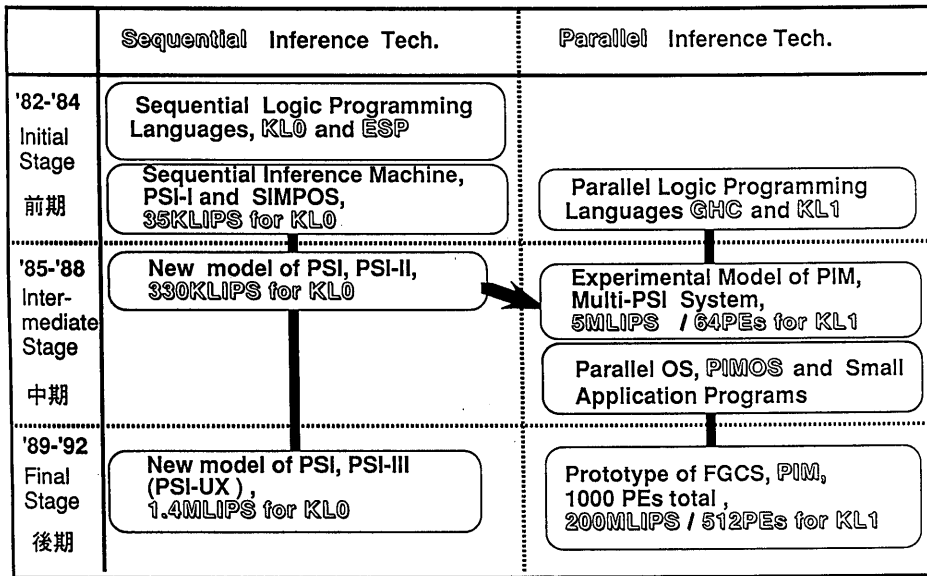 Sequential Inference Tech.
Parallel Inference Tech.
'82-'84
Initial
Stage
前期
Sequential Logic Programming
Languages, KL0 and ESP
Sequential Inference Machine,
PSI-I and SIMPOS,
35KLIPS for KL0
Parallel Logic Programming
Languages GHC and KL1
'85-'88
Inter-
mediate
Stage
中期
New model of PSI, PSI-II,
330KLIPS for KL0
Experimental Model of PIM,
Multi-PSI System,
5MLIPS / 64PEs for KL1
Parallel OS, PIMOS and Small
Application Programs
'89-'92
Final
Stage
後期
New model of PSI, PSI-III
(PSI-UX ) ,
1.4MLIPS for KL0
Prototype of FGCS, PIM,
1000 PEs total ,
200MLIPS / 512PEs for KL1